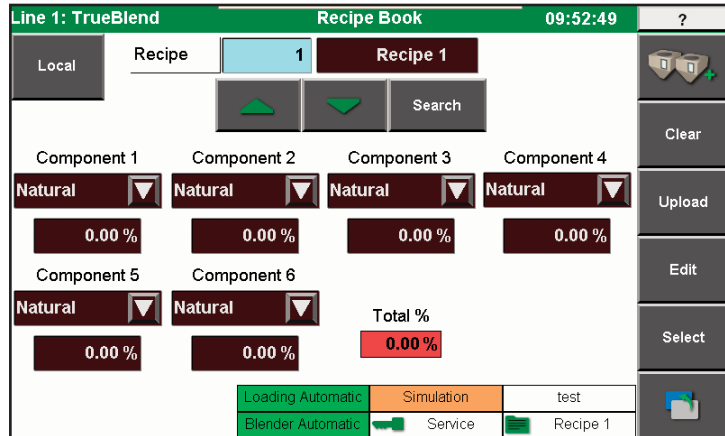 Line 1: TrueBlend Recipe Book 09:52:49 ?
Local Recipe 1 Recipe 1
Search
Clear
Component 1 Component 2 Component 3 Component 4
Natural Natural Natural Natural
Upload
0.00 % 0.00 % 0.00 % 0.00 %
Edit
Component 5 Component 6
Natural Natural
Total %
Select
0.00 % 0.00 % 0.00 %
Loading Automatic Simulation test
Blender Automatic Service Recipe 1